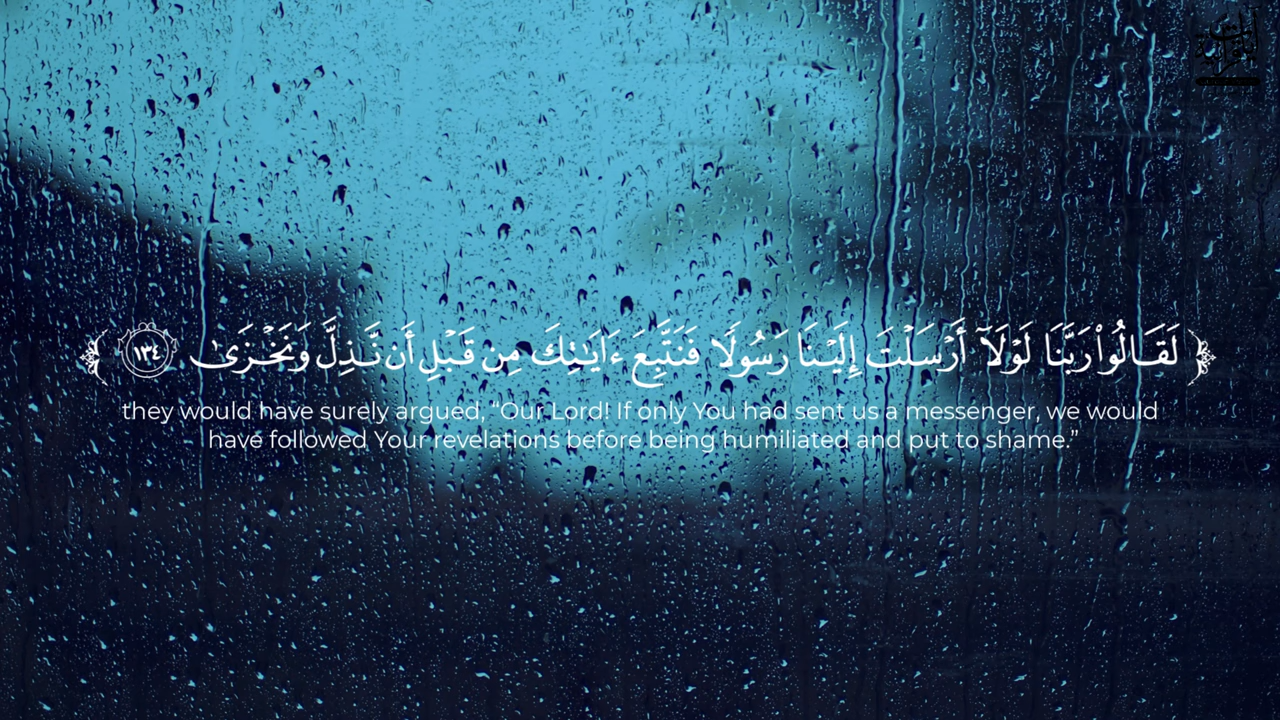 ﴿ لَقَالُوا۟ رَبَّنَا لَوْلَآ أَرْسَلْتَ إِلَيْنَا رَسُولًا فَنَتَّبِعَ ءَايَـٰتِكَ مِن قَبْلِ أَن نَّذِلَّ وَنَخْزَىٰ ١٣٤ ﴾
they would have surely argued, “Our Lord! If only You had sent us a messenger, we would
have followed Your revelations before being humiliated and put to shame.”